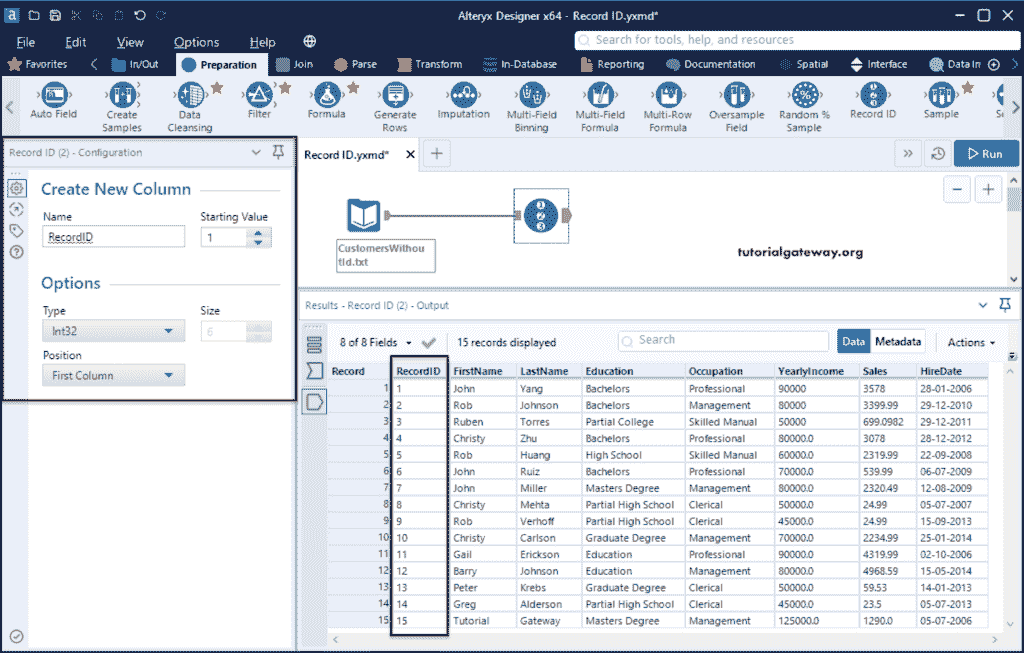 Alteryx Designer x64 - Record ID.yxmd*
File Edit View Options Help
Search for tools, help, and resources
Favorites In/Out Preparation Join Parse Transform In-Database Reporting Documentation Spatial Interface Data In
Auto Field Create Samples Data Cleansing Filter Formula Generate Rows Imputation Multi-Field Binning Multi-Field Formula Multi-Row Formula Oversample Field Random % Sample Record ID Sample
Record ID (2) - Configuration
Create New Column
Name Starting Value
RecordID 1
Options
Type Size
Int32 6
Position
First Column
Record ID.yxmd*
Run
CustomersWithou
tId.txt
tutorialgateway.org
Results - Record ID (2) - Output
8 of 8 Fields 15 records displayed Search Data Metadata Actions
Record RecordID FirstName LastName Education Occupation YearlyIncome Sales HireDate
1 1 John Yang Bachelors Professional 90000 3578 28-01-2006
2 2 Rob Johnson Bachelors Management 80000 3399.99 29-12-2010
3 3 Ruben Torres Partial College Skilled Manual 50000 699.0982 29-12-2011
4 4 Christy Zhu Bachelors Professional 80000.0 3078 28-12-2012
5 5 Rob Huang High School Skilled Manual 60000.0 2319.99 22-09-2008
6 6 John Ruiz Bachelors Professional 70000.0 539.99 06-07-2009
7 7 John Miller Masters Degree Management 80000.0 2320.49 12-08-2009
8 8 Christy Mehta Partial High School Clerical 50000.0 24.99 05-07-2007
9 9 Rob Verhoff Partial High School Clerical 45000.0 24.99 15-09-2013
10 10 Christy Carlson Graduate Degree Management 70000.0 2234.99 25-01-2014
11 11 Gail Erickson Education Professional 90000.0 4319.99 02-10-2006
12 12 Barry Johnson Education Management 80000.0 4968.59 15-05-2014
13 13 Peter Krebs Graduate Degree Clerical 50000.0 59.53 14-01-2013
14 14 Greg Alderson Partial High School Clerical 45000.0 23.5 05-07-2013
15 15 Tutorial Gateway Masters Degree Management 125000.0 1290.0 05-07-2006